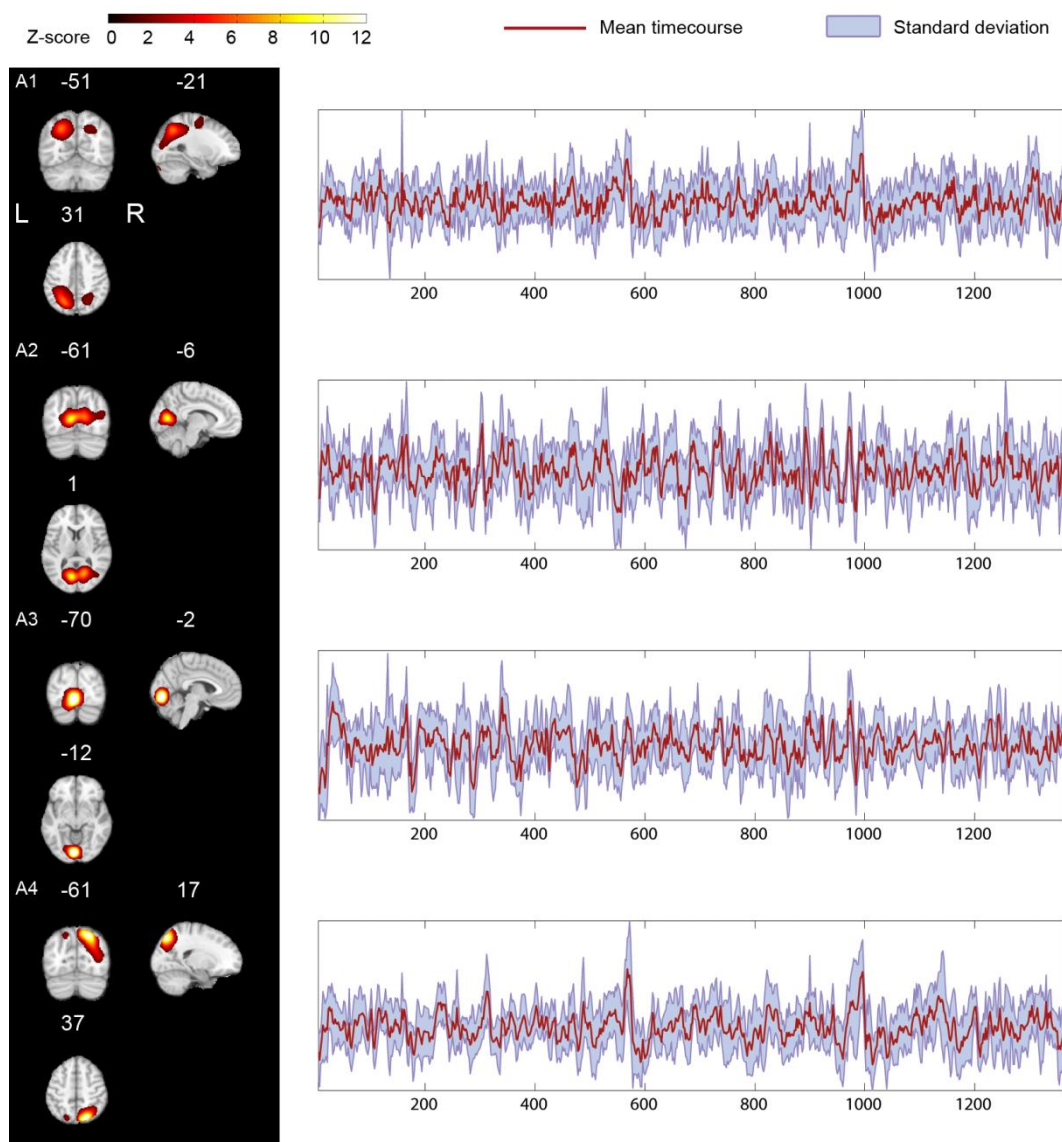 Z-score 0 2 4 6 8 10 12
Mean timecourse
Standard deviation
A1 -51 -21
L 31 R
200 400 600 800 1000 1200
A2 -61 -6
1
200 400 600 800 1000 1200
A3 -70 -2
-12
200 400 600 800 1000 1200
A4 -61 17
37
200 400 600 800 1000 1200